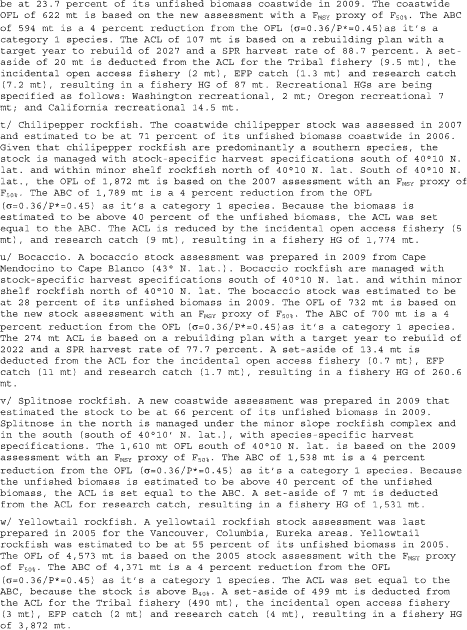 be at 23.7 percent of its unfished biomass coastwide in 2009. The coastwide
OFL of 622 mt is based on the new assessment with a FMSY proxy of F50%. The ABC
of 594 mt is a 4 percent reduction from the OFL (σ=0.36/P*=0.45)as it's a
category 1 species. The ACL of 107 mt is based on a rebuilding plan with a
target year to rebuild of 2027 and a SPR harvest rate of 88.7 percent. A set-
aside of 20 mt is deducted from the ACL for the Tribal fishery (9.5 mt), the
incidental open access fishery (2 mt), EFP catch (1.3 mt) and research catch
(7.2 mt), resulting in a fishery HG of 87 mt. Recreational HGs are being
specified as follows: Washington recreational, 2 mt; Oregon recreational 7
mt; and California recreational 14.5 mt.
t/ Chilipepper rockfish. The coastwide chilipepper stock was assessed in 2007
and estimated to be at 71 percent of its unfished biomass coastwide in 2006.
Given that chilipepper rockfish are predominantly a southern species, the
stock is managed with stock-specific harvest specifications south of 40°10 N.
lat. and within minor shelf rockfish north of 40°10 N. lat. South of 40°10 N.
lat., the OFL of 1,872 mt is based on the 2007 assessment with an FMSY proxy of
F50%. The ABC of 1,789 mt is a 4 percent reduction from the OFL
(σ=0.36/P*=0.45) as it's a category 1 species. Because the biomass is
estimated to be above 40 percent of the unfished biomass, the ACL was set
equal to the ABC. The ACL is reduced by the incidental open access fishery (5
mt), and research catch (9 mt), resulting in a fishery HG of 1,774 mt.
u/ Bocaccio. A bocaccio stock assessment was prepared in 2009 from Cape
Mendocino to Cape Blanco (43° N. lat.). Bocaccio rockfish are managed with
stock-specific harvest specifications south of 40°10 N. lat. and within minor
shelf rockfish north of 40°10 N. lat. The bocaccio stock was estimated to be
at 28 percent of its unfished biomass in 2009. The OFL of 732 mt is based on
the new stock assessment with an FMSY proxy of F50%. The ABC of 700 mt is a 4
percent reduction from the OFL (σ=0.36/P*=0.45)as it's a category 1 species.
The 274 mt ACL is based on a rebuilding plan with a target year to rebuild of
2022 and a SPR harvest rate of 77.7 percent. A set-aside of 13.4 mt is
deducted from the ACL for the incidental open access fishery (0.7 mt), EFP
catch (11 mt) and research catch (1.7 mt), resulting in a fishery HG of 260.6
mt.
v/ Splitnose rockfish. A new coastwide assessment was prepared in 2009 that
estimated the stock to be at 66 percent of its unfished biomass in 2009.
Splitnose in the north is managed under the minor slope rockfish complex and
in the south (south of 40°10' N. lat.), with species-specific harvest
specifications. The 1,610 mt OFL south of 40°10 N. lat. is based on the 2009
assessment with an FMSY proxy of F50%. The ABC of 1,538 mt is a 4 percent
reduction from the OFL (σ=0.36/P*=0.45) as it's a category 1 species. Because
the unfished biomass is estimated to be above 40 percent of the unfished
biomass, the ACL is set equal to the ABC. A set-aside of 7 mt is deducted
from the ACL for research catch, resulting in a fishery HG of 1,531 mt.
w/ Yellowtail rockfish. A yellowtail rockfish stock assessment was last
prepared in 2005 for the Vancouver, Columbia, Eureka areas. Yellowtail
rockfish was estimated to be at 55 percent of its unfished biomass in 2005.
The OFL of 4,573 mt is based on the 2005 stock assessment with the FMSY proxy
of F50%. The ABC of 4,371 mt is a 4 percent reduction from the OFL
(σ=0.36/P*=0.45) as it's a category 1 species. The ACL was set equal to the
ABC, because the stock is above B40%. A set-aside of 499 mt is deducted from
the ACL for the Tribal fishery (490 mt), the incidental open access fishery
(3 mt), EFP catch (2 mt) and research catch (4 mt), resulting in a fishery HG
of 3,872 mt.